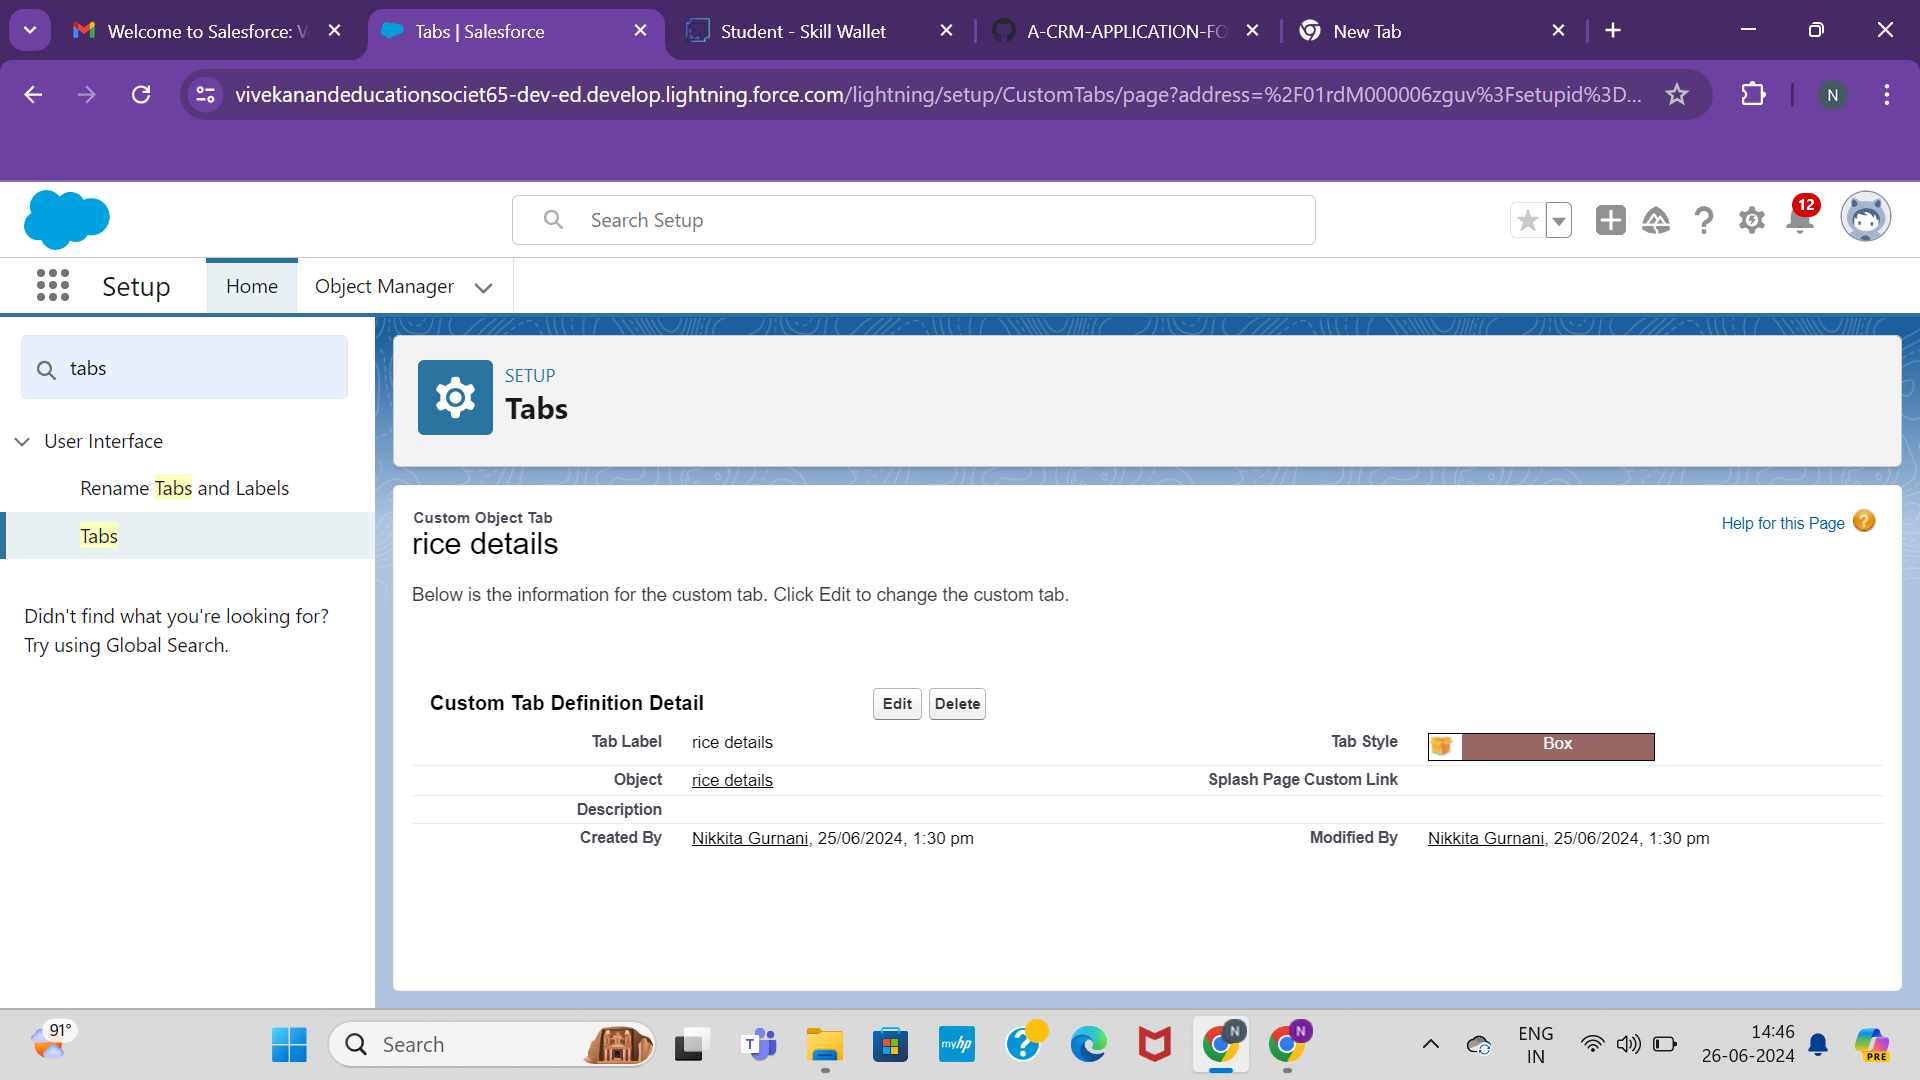 Welcome to Salesforce: V
Tabs | Salesforce
Student - Skill Wallet
A-CRM-APPLICATION-FO
New Tab
vivekanandeducationsociet65-dev-ed.develop.lightning.force.com/lightning/setup/CustomTabs/page?address=%2F01rdM000006zguv%3Fsetupid%3D...
N
Search Setup
12
Setup
Home
Object Manager
tabs
User Interface
Rename Tabs and Labels
Tabs
Didn't find what you're looking for?
Try using Global Search.
SETUP
Tabs
Custom Object Tab
rice details
Help for this Page
Below is the information for the custom tab. Click Edit to change the custom tab.
Custom Tab Definition Detail
Edit
Delete
Tab Label rice details
Tab Style Box
Object rice details
Splash Page Custom Link
Description
Created By Nikkita Gurnani, 25/06/2024, 1:30 pm
Modified By Nikkita Gurnani, 25/06/2024, 1:30 pm
91°
Search
T
myhp
N
N
ENG
IN
14:46
26-06-2024
PRE